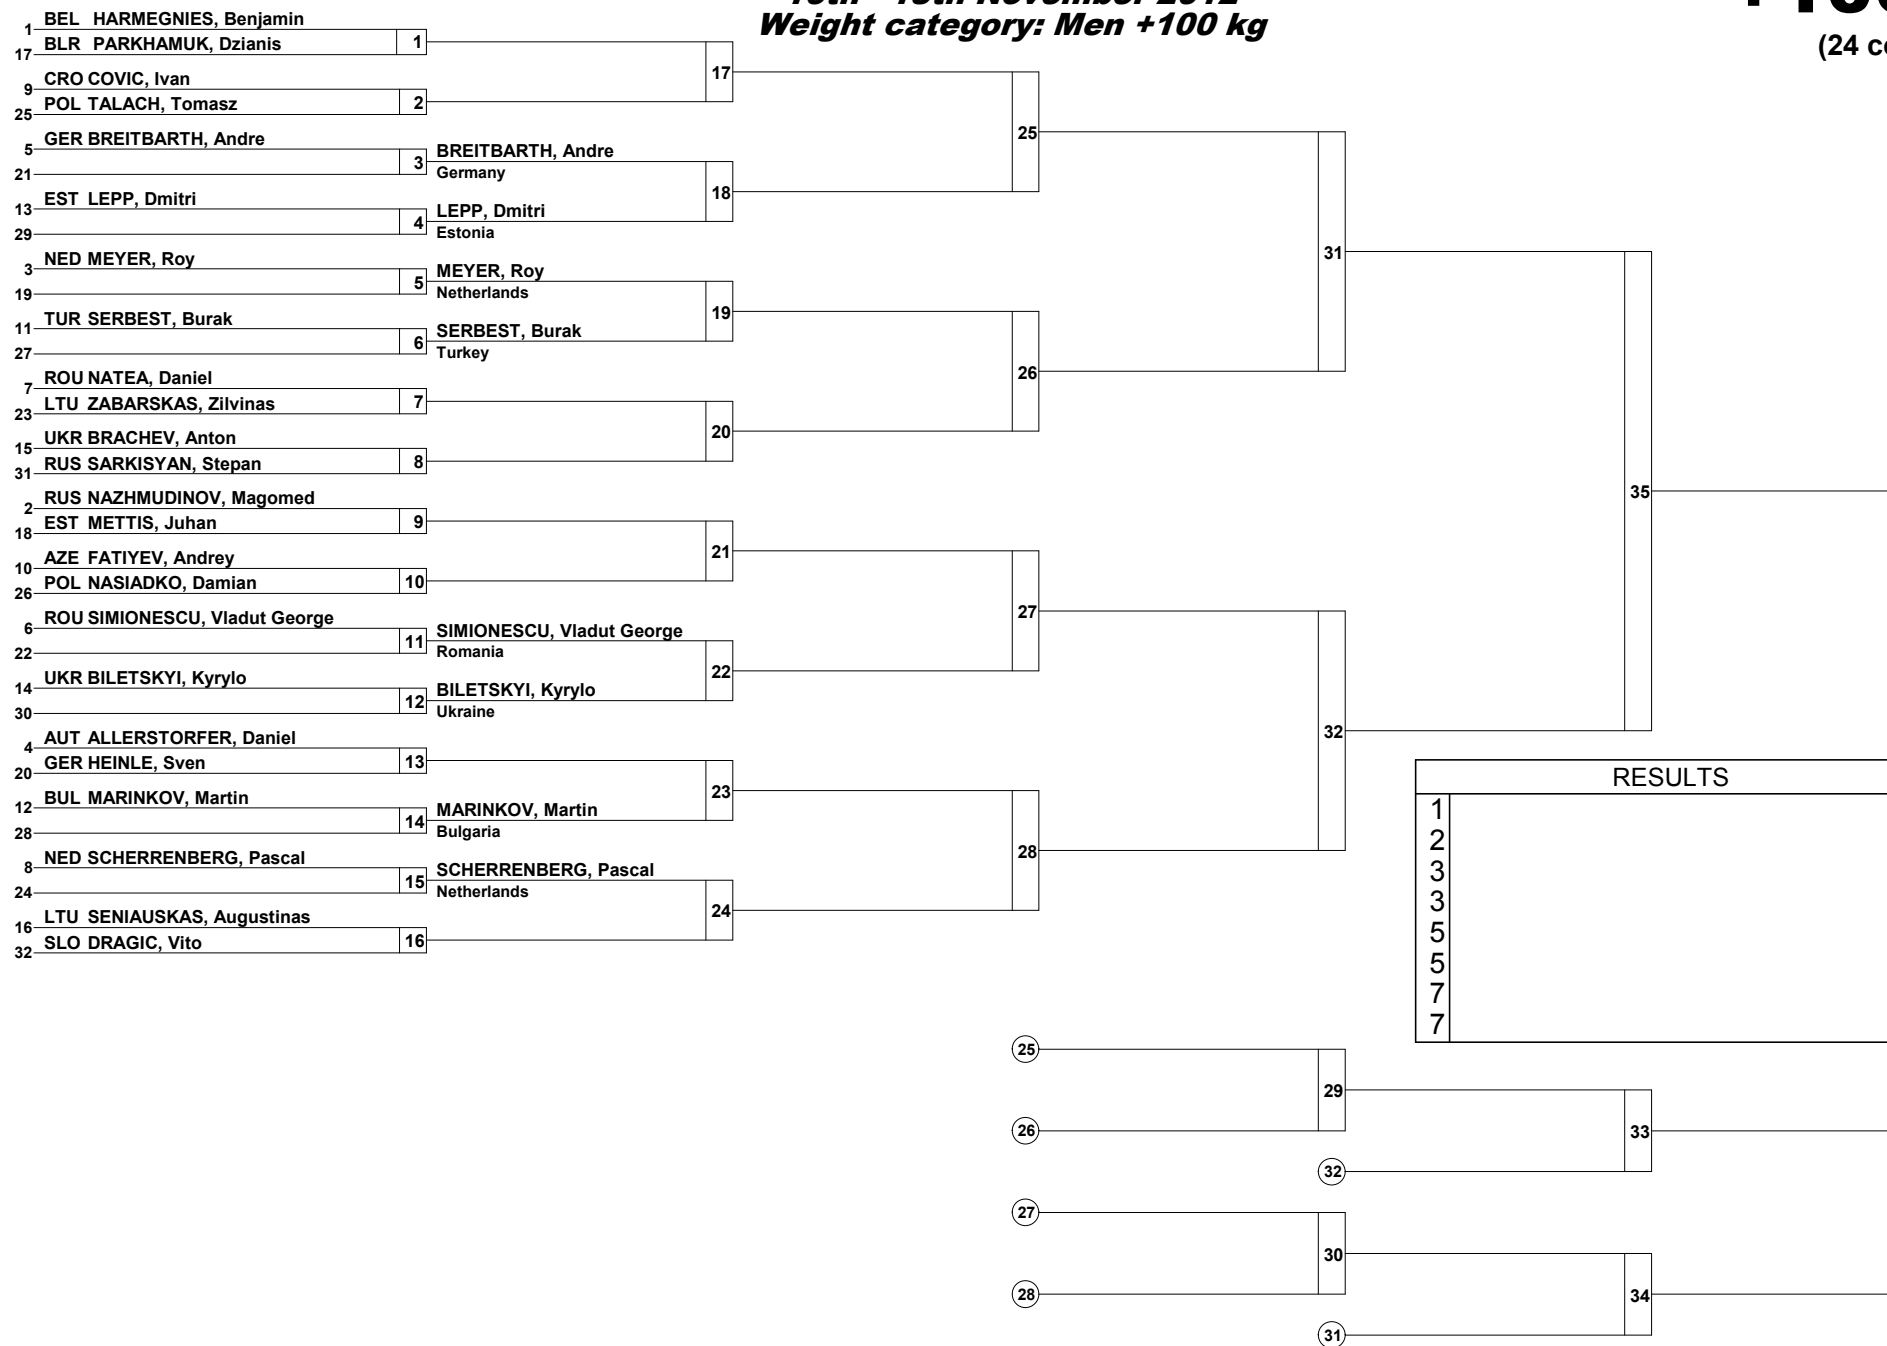 Weight category: Men +100 kg
(24
1 BEL HARMEGNIES, Benjamin
17 BLR PARKHAMUK, Dzianis
1
9 CRO COVIC, Ivan
25 POL TALACH, Tomasz
2
5 GER BREITBARTH, Andre
21
3
13 EST LEPP, Dmitri
29
4
3 NED MEYER, Roy
19
5
11 TUR SERBEST, Burak
27
6
7 ROU NATEA, Daniel
23 LTU ZABARSKAS, Zilvinas
7
15 UKR BRACHEV, Anton
31 RUS SARKISYAN, Stepan
8
2 RUS NAZHMUDINOV, Magomed
18 EST METTIS, Juhan
9
10 AZE FATIYEV, Andrey
26 POL NASIADKO, Damian
10
6 ROU SIMIONESCU, Vladut George
22
11
14 UKR BILETSKYI, Kyrylo
30
12
4 AUT ALLERSTORFER, Daniel
20 GER HEINLE, Sven
13
12 BUL MARINKOV, Martin
28
14
8 NED SCHERRENBERG, Pascal
24
15
16 LTU SENIAUSKAS, Augustinas
32 SLO DRAGIC, Vito
16
17
BREITBARTH, Andre
Germany
18
LEPP, Dmitri
Estonia
MEYER, Roy
Netherlands
19
SERBEST, Burak
Turkey
20
21
SIMIONESCU, Vladut George
Romania
22
BILETSKYI, Kyrylo
Ukraine
23
MARINKOV, Martin
Bulgaria
SCHERRENBERG, Pascal
Netherlands
24
25
26
27
28
31
32
35
RESULTS
1
2
3
3
5
5
7
7
25
29
26
33
32
27
30
28
34
31